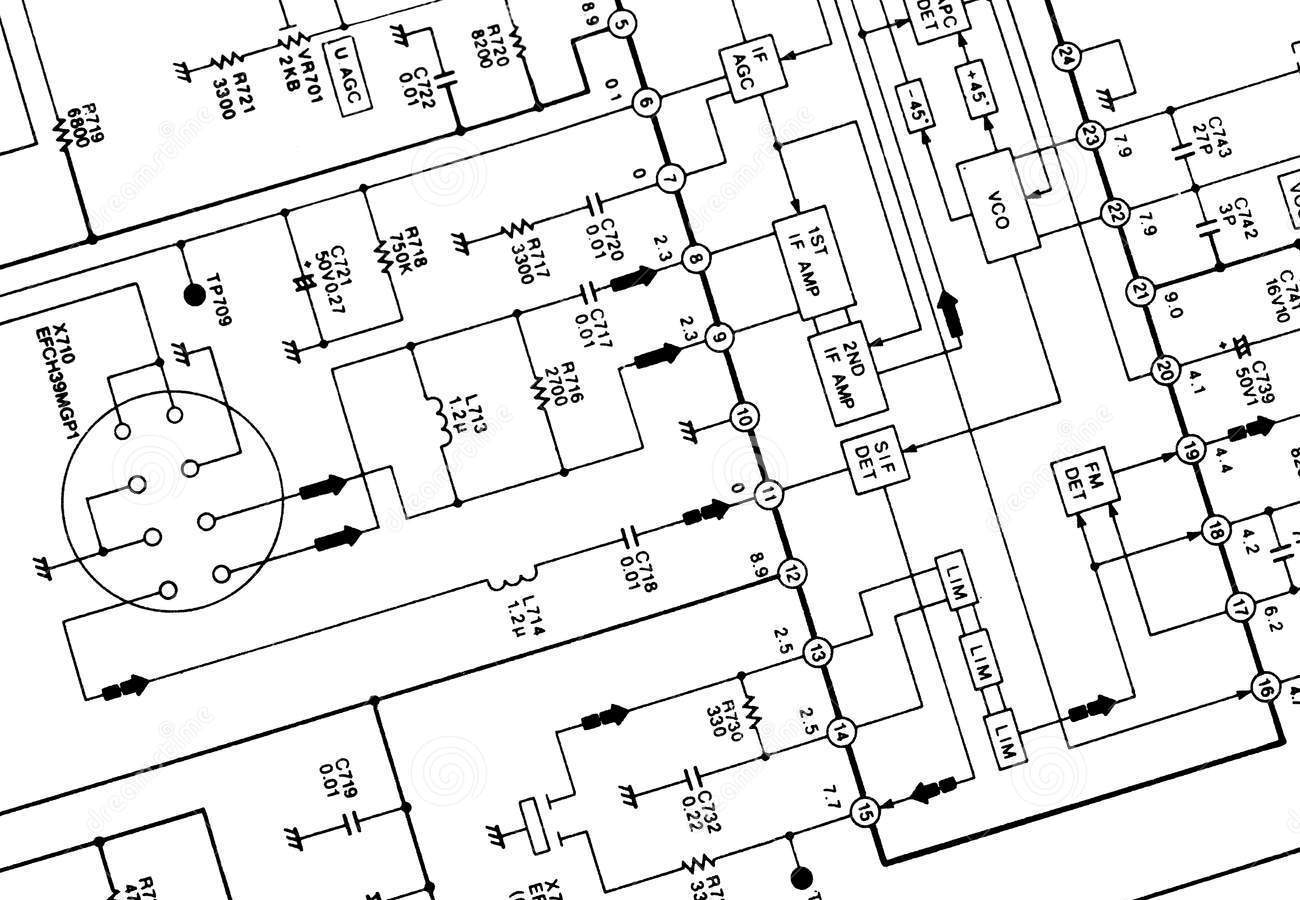 5
8.9
R720
8200
U AGC
VR701
2KB
R721
3300
C722
0.01
R719
6800
6
0 1
IF
AGC
APC
DET
+45°
-45°
VCO
24
23
7.9
C743
27P
22
7.9
C742
3P
21
9.0
16V10
20
4.1
C739
50V1
19
4.4
18
4.2
17
6.2
16
7
0
C720
0.01
R717
3300
8
2.3
1ST
IF AMP
2ND
IF AMP
R718
750K
C721
50V0.27
TP709
C717
0.01
9
2.3
R716
2700
L713
1.2μ
X710
EFCH39MGP1
10
11
0
SIF
DET
FM
DET
C718
0.01
L714
1.2μ
12
8.9
LIM
LIM
LIM
13
2.5
R730
330
14
2.5
C732
0.22
15
7.7
C719
0.01
dreamstime